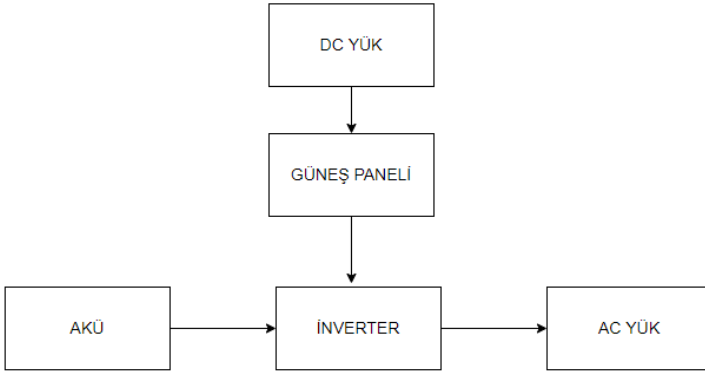 DC YÜK
GÜNEŞ PANELİ
AKÜ
İNVERTER
AC YÜK